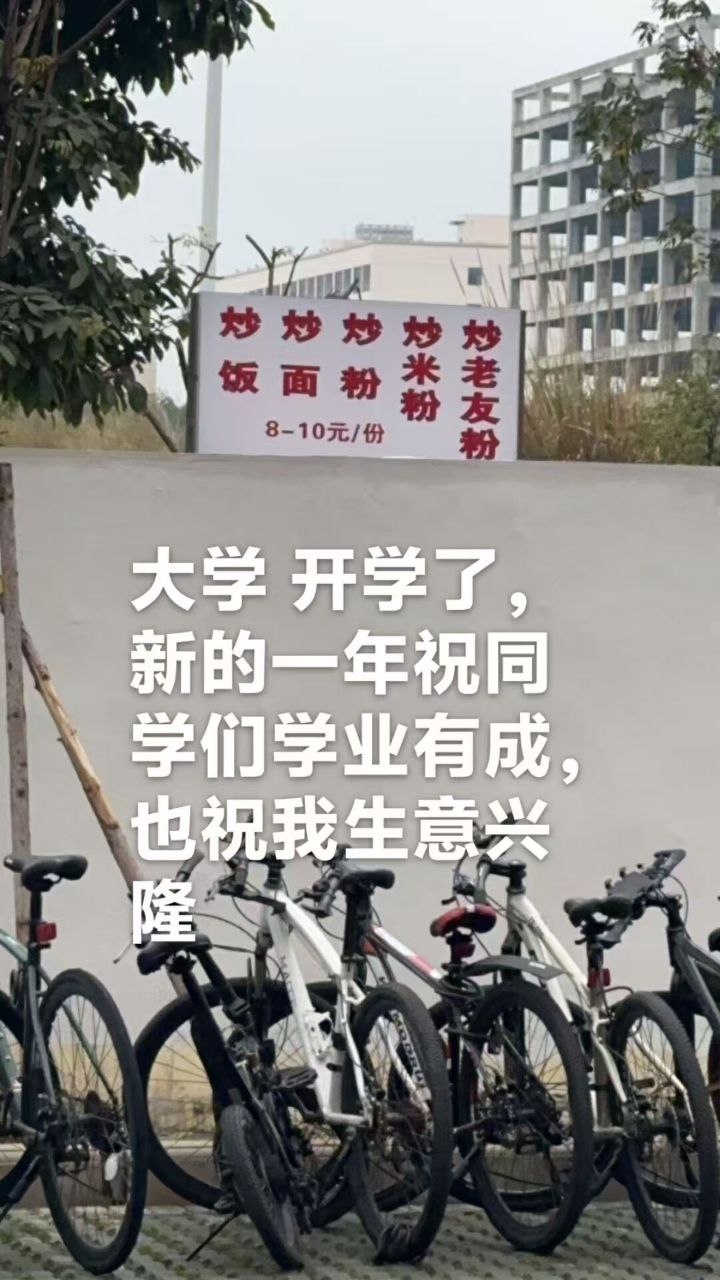 炒饭
炒面
炒粉
炒米粉
炒老友粉
8-10元/份
大学 开学了，
新的一年祝同
学们学业有成，
也祝我生意兴
隆